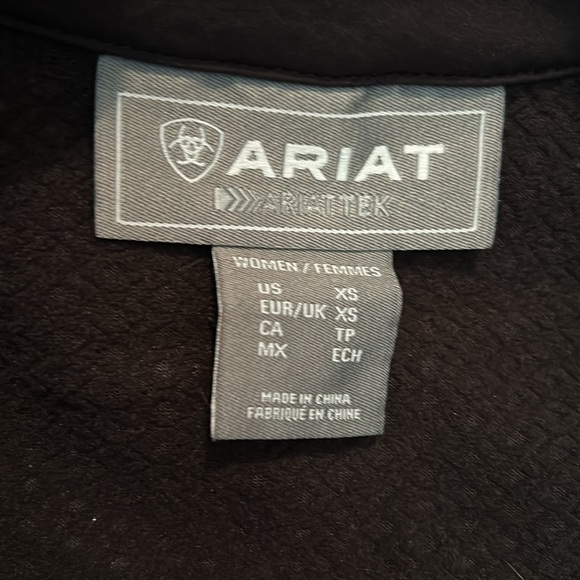 ARIAT
ARIATTEK
WOMEN / FEMMES
US XS
EUR/UK XS
CA TP
MX ECH
MADE IN CHINA
FABRIQUÉ EN CHINE